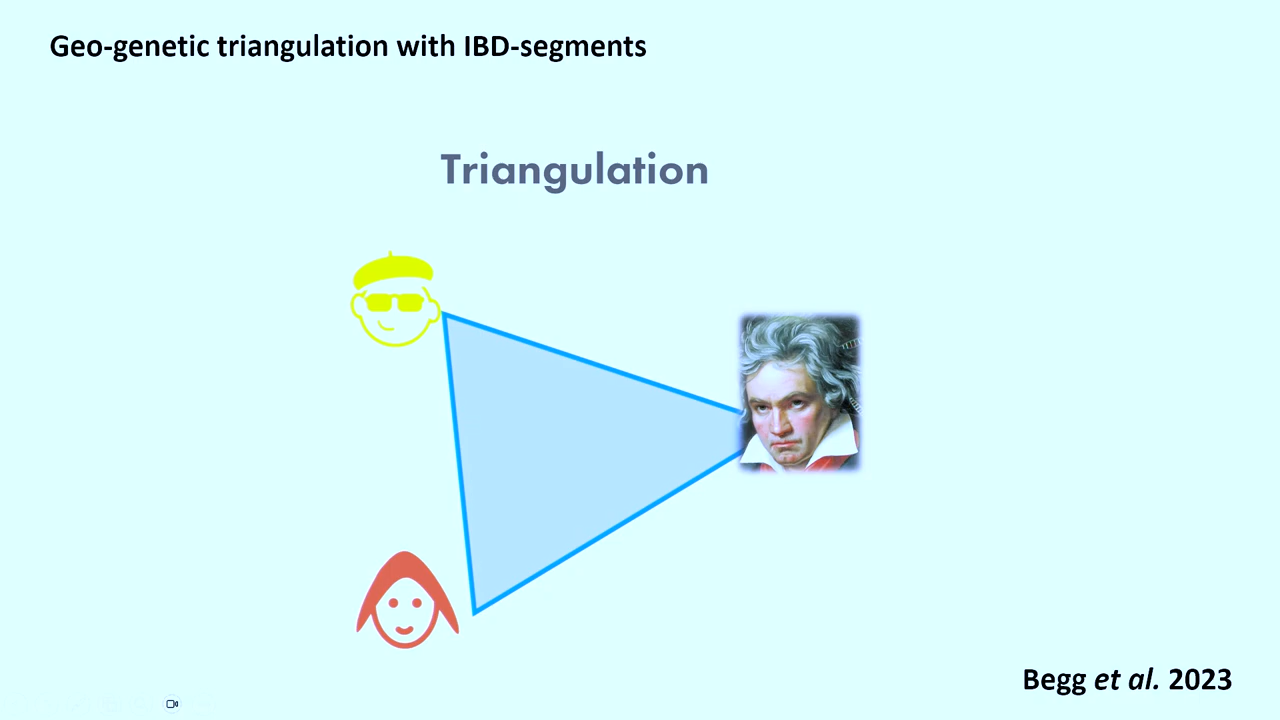 Geo-genetic triangulation with IBD-segments
Triangulation
Begg et al. 2023